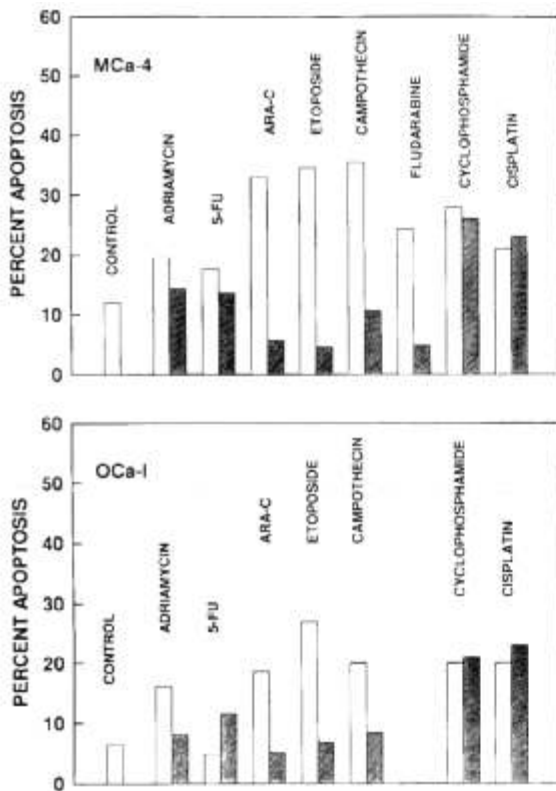 60
MCa-4
50
40
30
20
10
0
PERCENT APOPTOSIS
CONTROL
ADRIAMYCIN
5-FU
ARA-C
ETOPOSIDE
CAMPOTHECIN
FLUDARABINE
CYCLOPHOSPHAMIDE
CISPLATIN
60
OCa-I
50
40
30
20
10
0
PERCENT APOPTOSIS
CONTROL
ADRIAMYCIN
5-FU
ARA-C
ETOPOSIDE
CAMPOTHECIN
CYCLOPHOSPHAMIDE
CISPLATIN